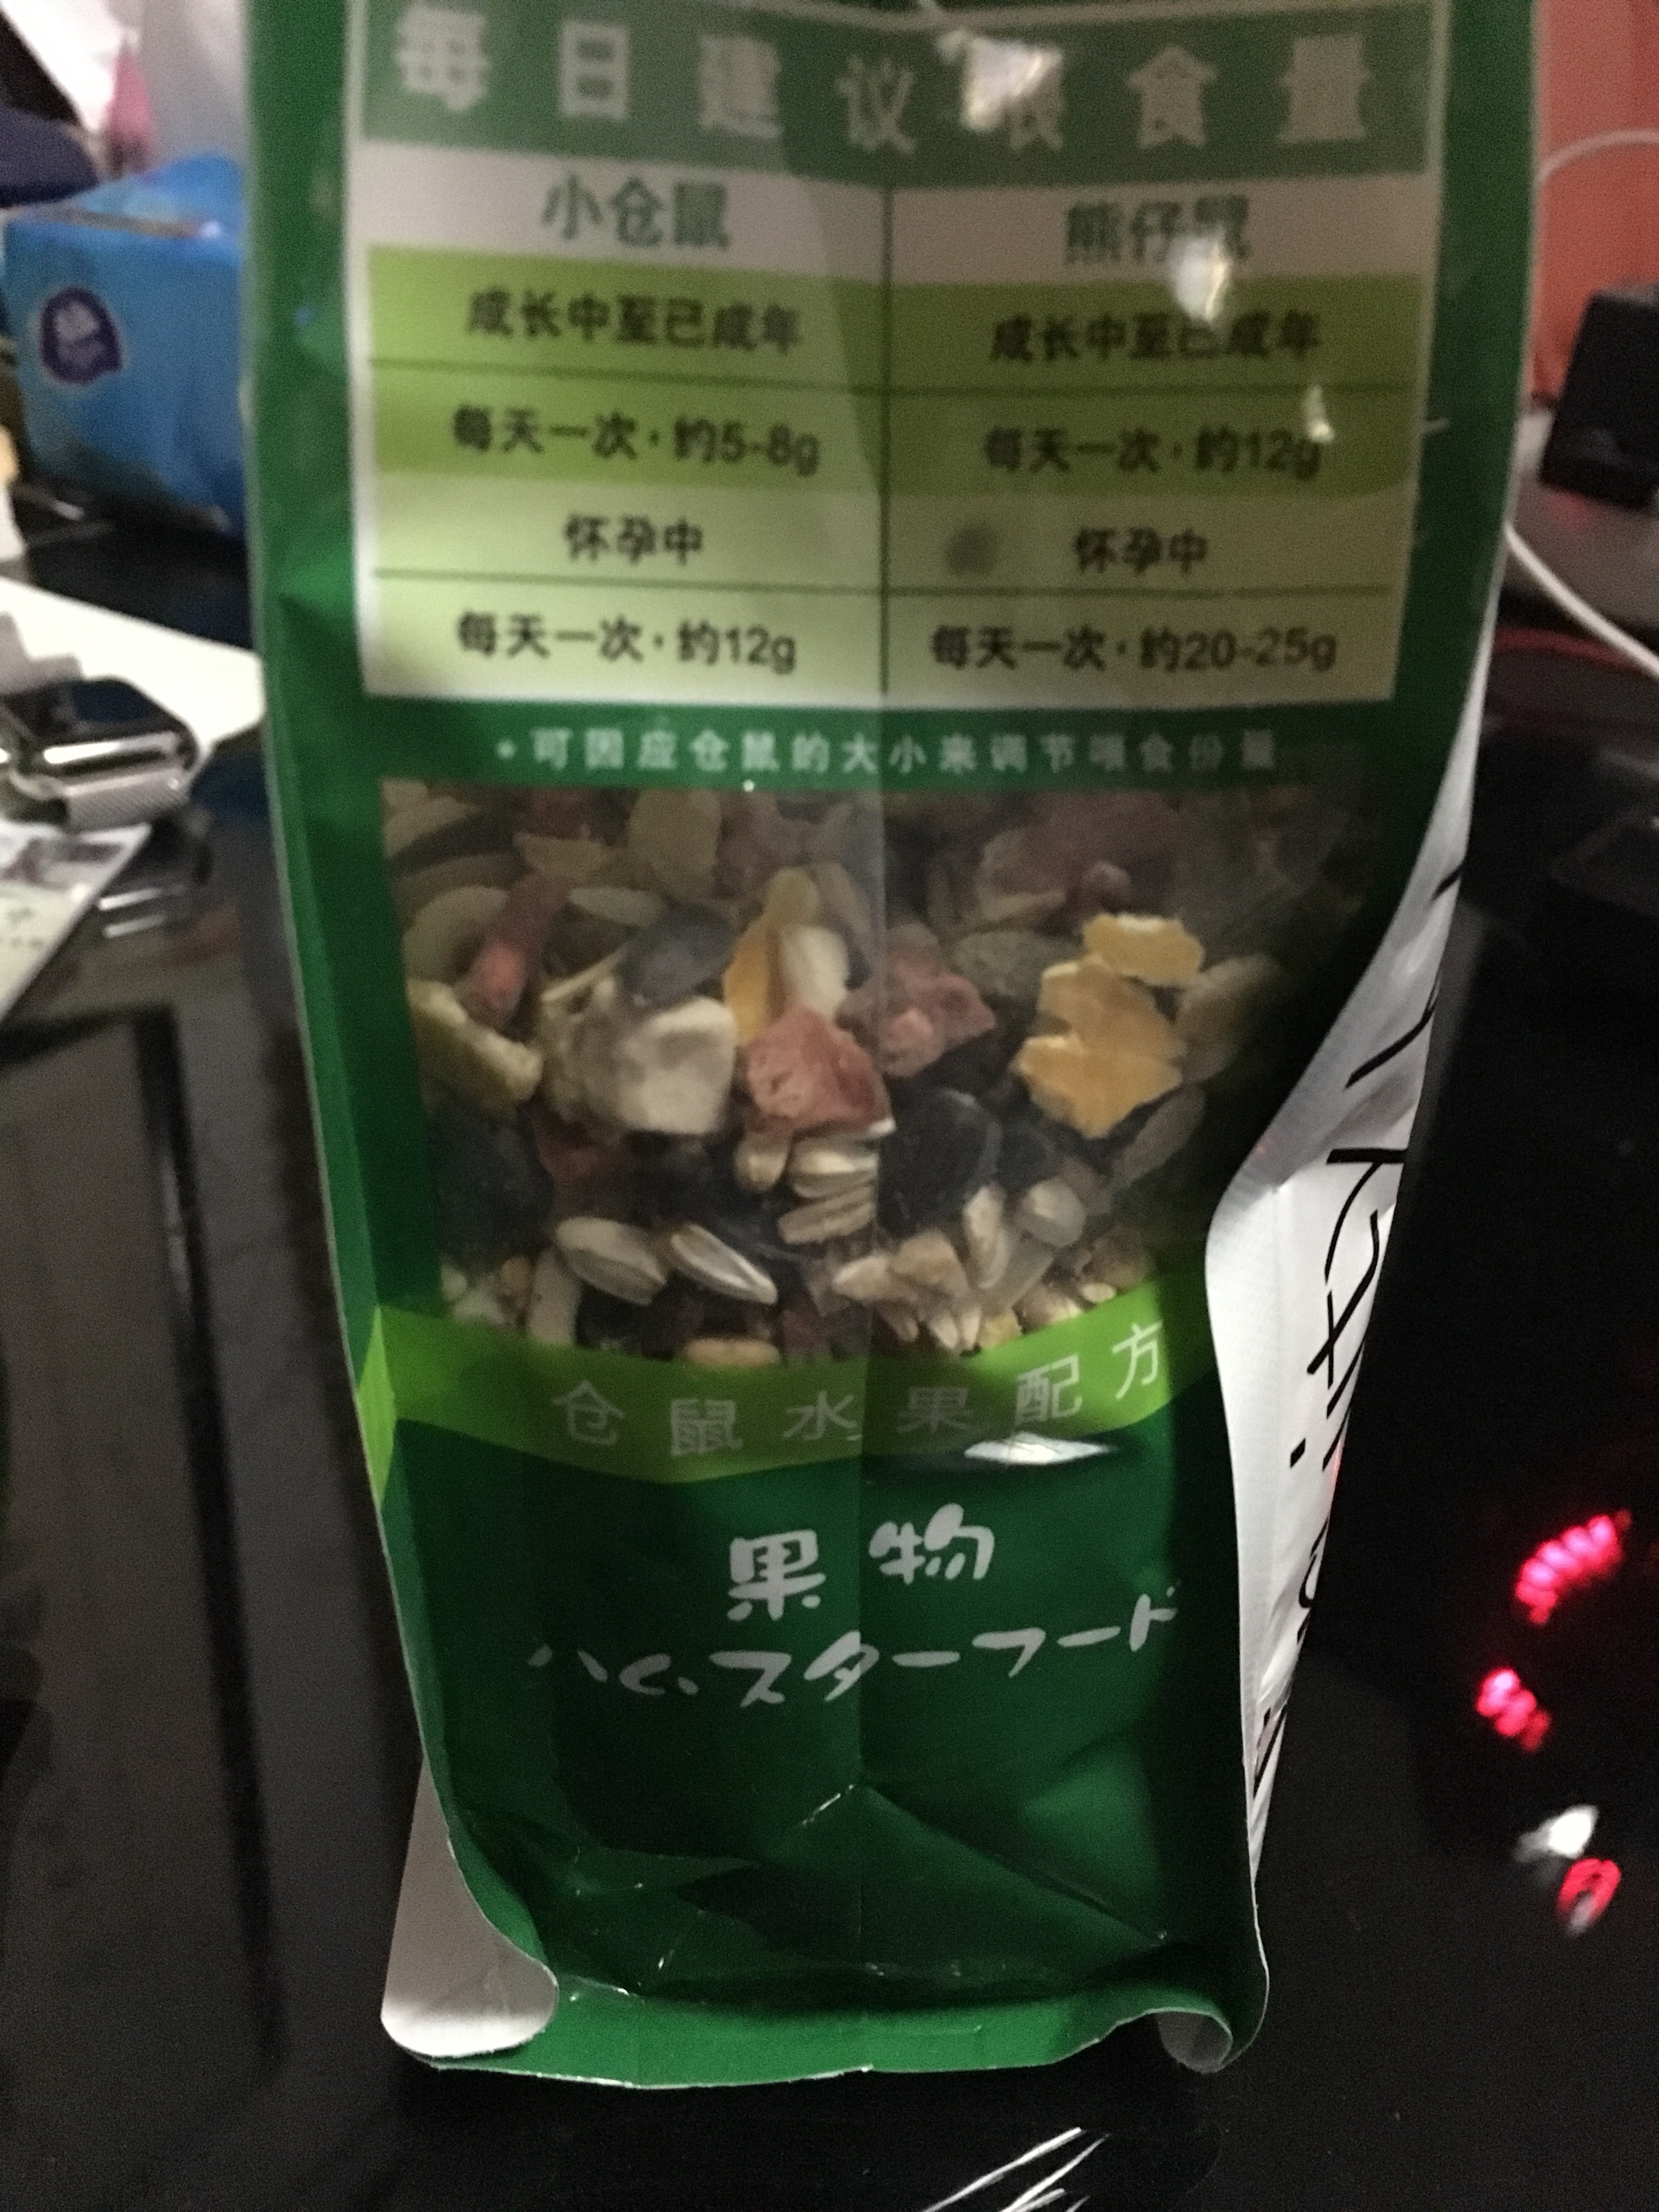 每日建议喂食量
小仓鼠 熊仔鼠
成长中至已成年 成长中至已成年
每天一次·约5-8g 每天一次·约12g
怀孕中 怀孕中
每天一次·约12g 每天一次·约20-25g
*可因应仓鼠的大小来调节喂食份量
仓鼠水果配方
果物
ハムスターフード